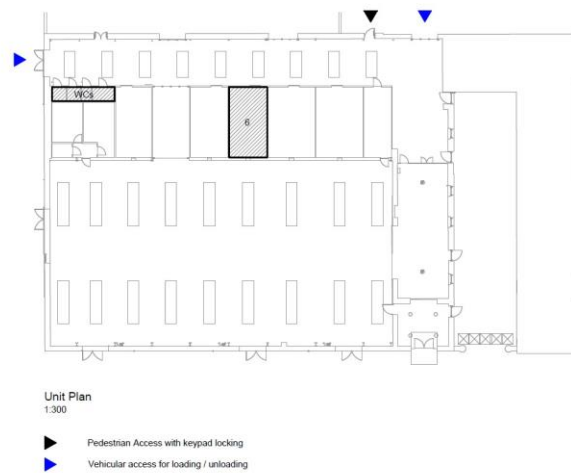 WCs
6
Unit Plan
1:300
Pedestrian Access with keypad locking
Vehicular access for loading / unloading